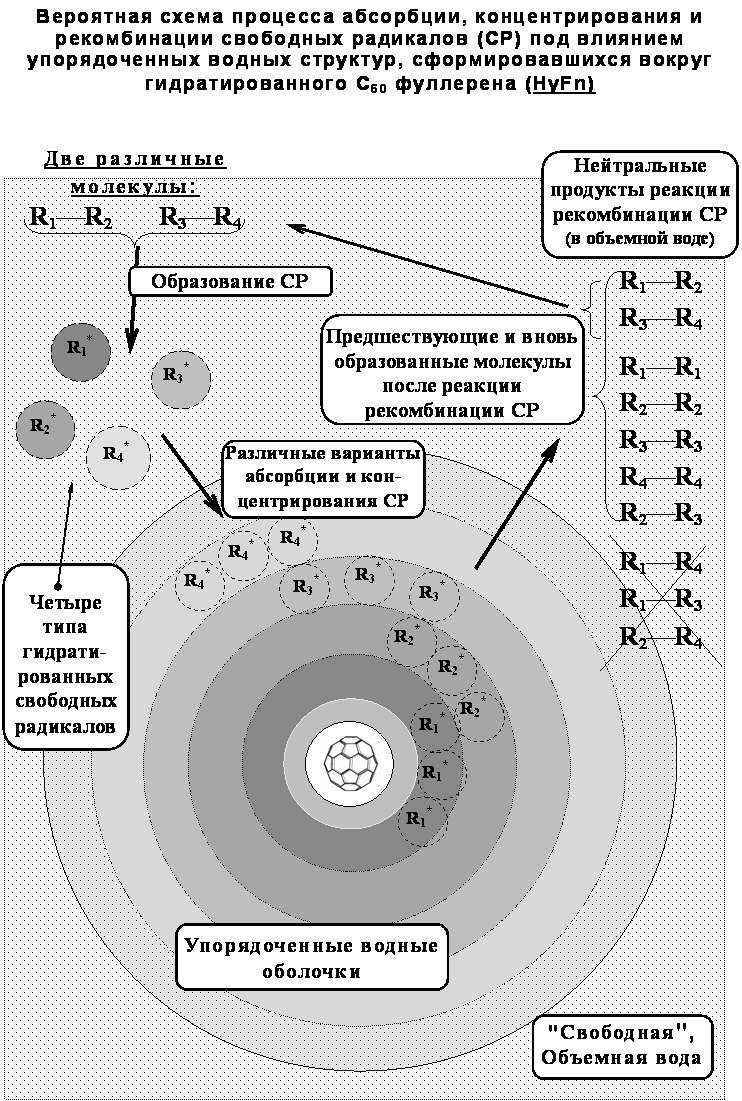 Вероятная схема процесса абсорбции, концентрирования и
рекомбинации свободных радикалов (СР) под влиянием
упорядоченных водных структур, сформировавшихся вокруг
гидратированного C₆₀ фуллерена (HyFn)
Две различные
молекулы:
R₁—R₂ R₃—R₄
Образование СР
Нейтральные
продукты реакции
рекомбинации СР
(в объемной воде)
R₁—R₂
R₃—R₄
R₁—R₁
R₂—R₂
R₃—R₃
R₄—R₄
R₂—R₃
R₁—R₄
R₁—R₃
R₂—R₄
Предшествующие и вновь
образованные молекулы
после реакции
рекомбинации СР
R₁*
R₃*
R₂*
R₄*
Различные варианты
абсорбции и кон-
центрирования СР
Четыре
типа
гидрати-
рованных
свободных
радикалов
R₄*
R₄*
R₄*
R₃*
R₃*
R₃*
R₂*
R₂*
R₂*
R₁*
R₁*
R₁*
Упорядоченные водные
оболочки
"Свободная",
Объемная вода